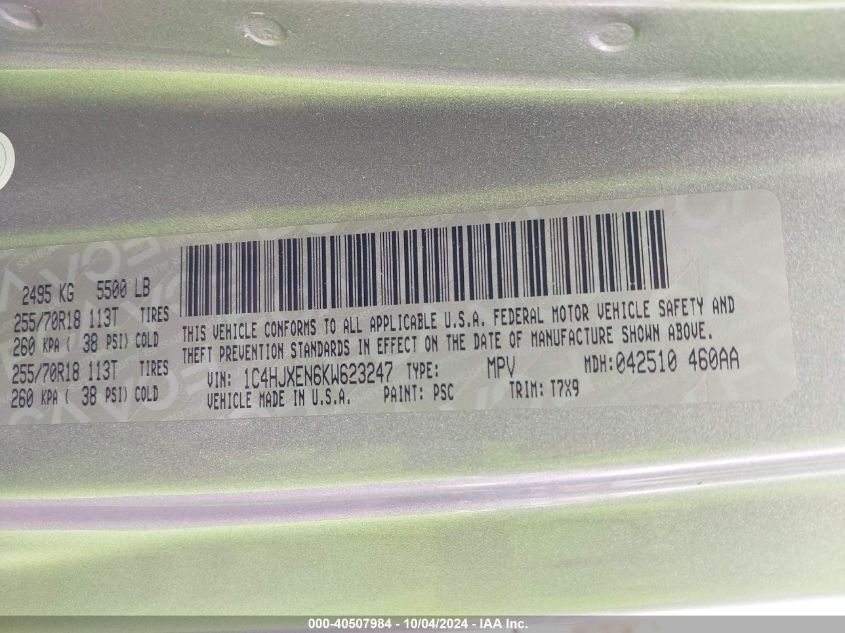 2495 KG 5500 LB
255/70R18 113T TIRES
260 KPA ( 38 PSI) COLD
255/70R18 113T TIRES
260 KPA ( 38 PSI) COLD
THIS VEHICLE CONFORMS TO ALL APPLICABLE U.S.A. FEDERAL MOTOR VEHICLE SAFETY AND
THEFT PREVENTION STANDARDS IN EFFECT ON THE DATE OF MANUFACTURE SHOWN ABOVE.
VIN: 1C4HJXEN6KW623247 TYPE: MPV MDH: 042510 460AA
VEHICLE MADE IN U.S.A. PAINT: PSC TRIM: T7X9
000-40507984 - 10/04/2024 - IAA Inc.